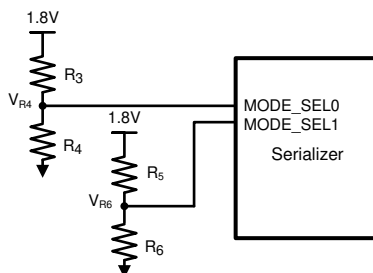 1.8V
R3
VR4
R4
1.8V
R5
VR6
R6
MODE_SEL0
MODE_SEL1
Serializer